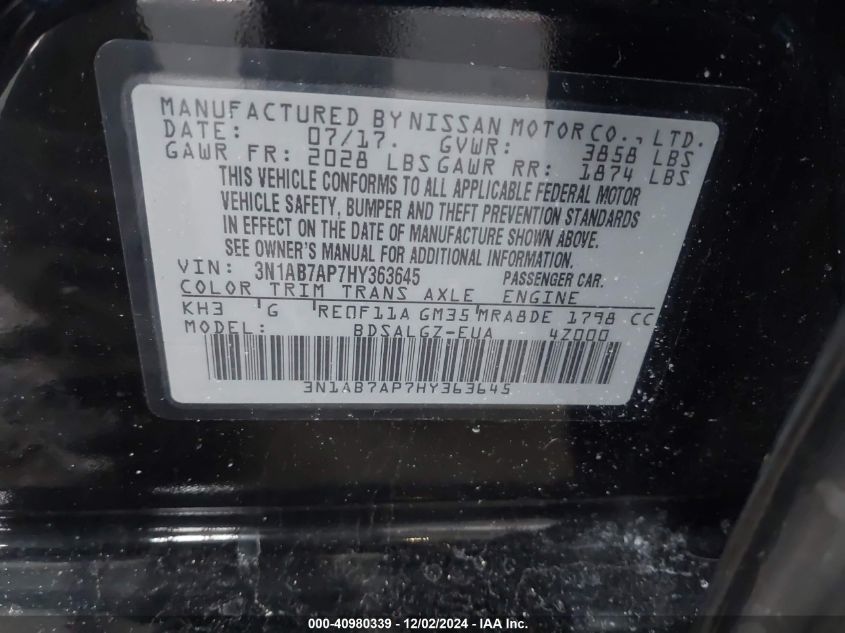 MANUFACTURED BY NISSAN MOTOR CO., LTD.
DATE: 07/17. GVWR: 3858 LBS
GAWR FR: 2028 LBS GAWR RR: 1874 LBS
THIS VEHICLE CONFORMS TO ALL APPLICABLE FEDERAL MOTOR
VEHICLE SAFETY, BUMPER AND THEFT PREVENTION STANDARDS
IN EFFECT ON THE DATE OF MANUFACTURE SHOWN ABOVE.
SEE OWNER'S MANUAL FOR ADDITIONAL INFORMATION.
VIN: 3N1AB7AP7HY363645 PASSENGER CAR.
COLOR TRIM TRANS AXLE ENGINE
KH3 G RE0F11A GM35 MRA8DE 1798 CC
MODEL: BDSALGZ-EUA 4Z000
3N1AB7AP7HY363645
000-40980339 - 12/02/2024 - IAAI.com.